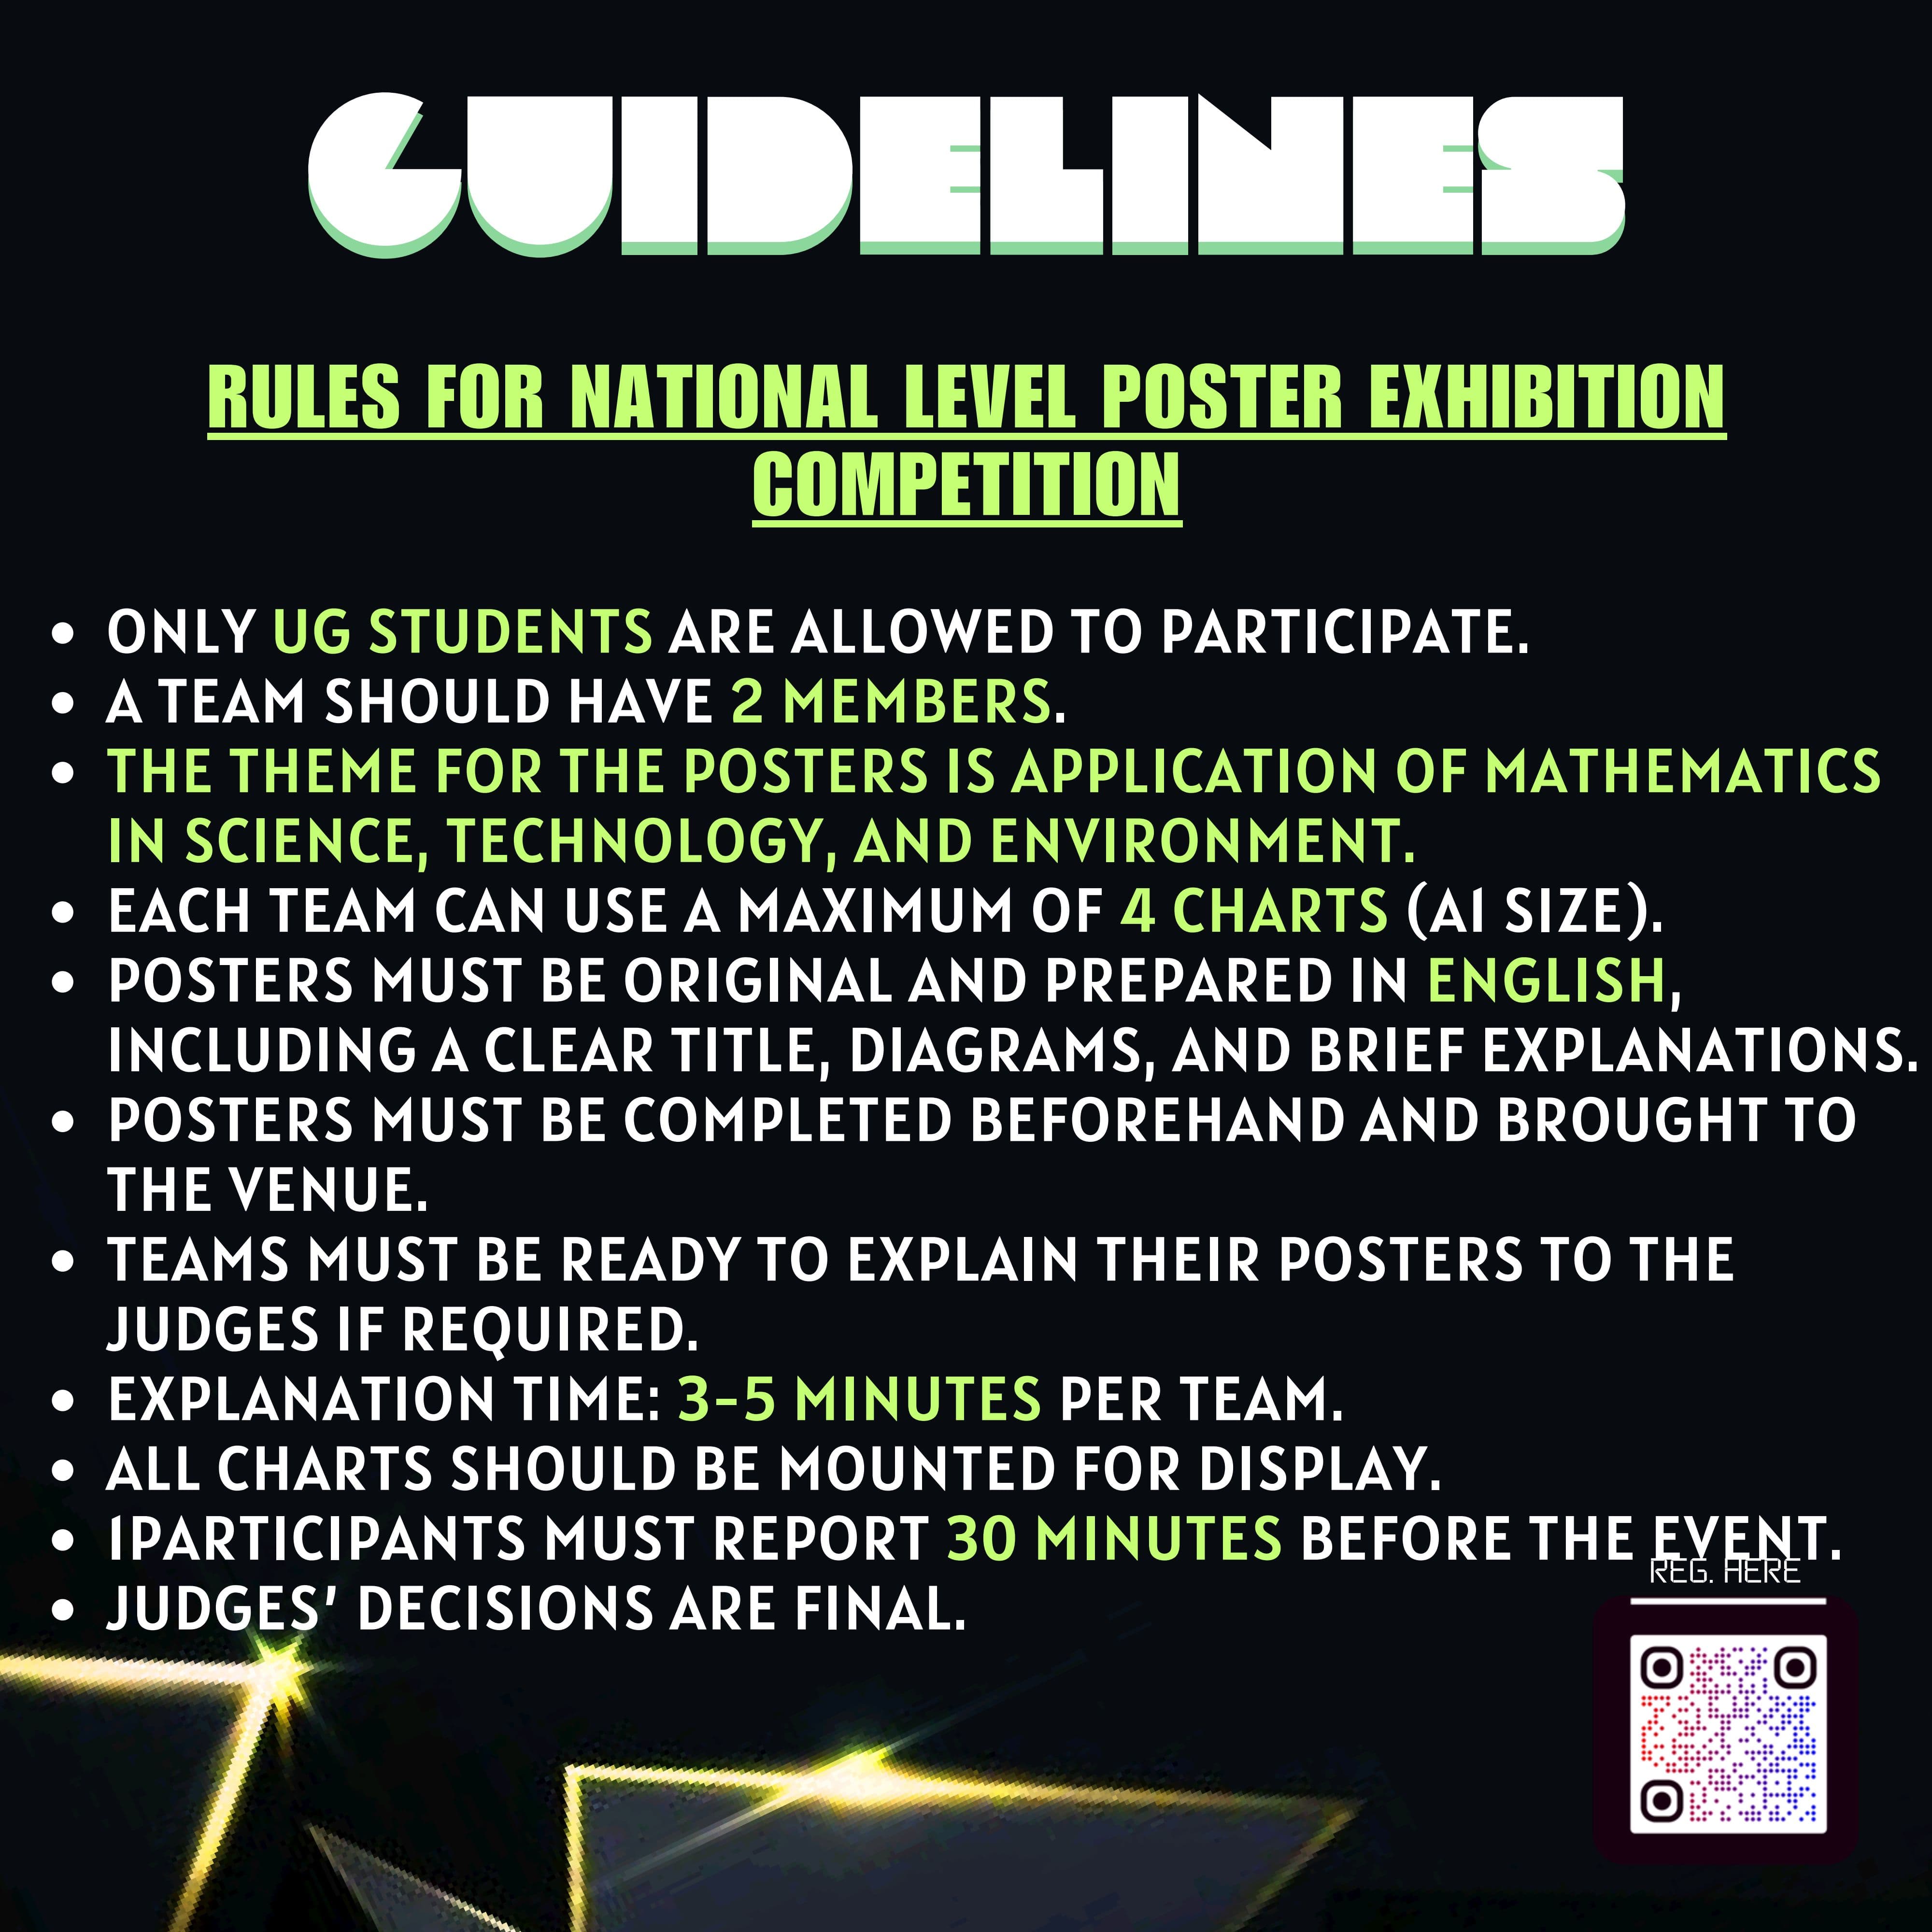 GUIDELINES
RULES FOR NATIONAL LEVEL POSTER EXHIBITION
COMPETITION
• ONLY UG STUDENTS ARE ALLOWED TO PARTICIPATE.
• A TEAM SHOULD HAVE 2 MEMBERS.
• THE THEME FOR THE POSTERS IS APPLICATION OF MATHEMATICS
IN SCIENCE, TECHNOLOGY, AND ENVIRONMENT.
• EACH TEAM CAN USE A MAXIMUM OF 4 CHARTS (A1 SIZE).
• POSTERS MUST BE ORIGINAL AND PREPARED IN ENGLISH,
INCLUDING A CLEAR TITLE, DIAGRAMS, AND BRIEF EXPLANATIONS.
• POSTERS MUST BE COMPLETED BEFOREHAND AND BROUGHT TO
THE VENUE.
• TEAMS MUST BE READY TO EXPLAIN THEIR POSTERS TO THE
JUDGES IF REQUIRED.
• EXPLANATION TIME: 3-5 MINUTES PER TEAM.
• ALL CHARTS SHOULD BE MOUNTED FOR DISPLAY.
• 1PARTICIPANTS MUST REPORT 30 MINUTES BEFORE THE EVENT.
• JUDGES' DECISIONS ARE FINAL.
REG. HERE